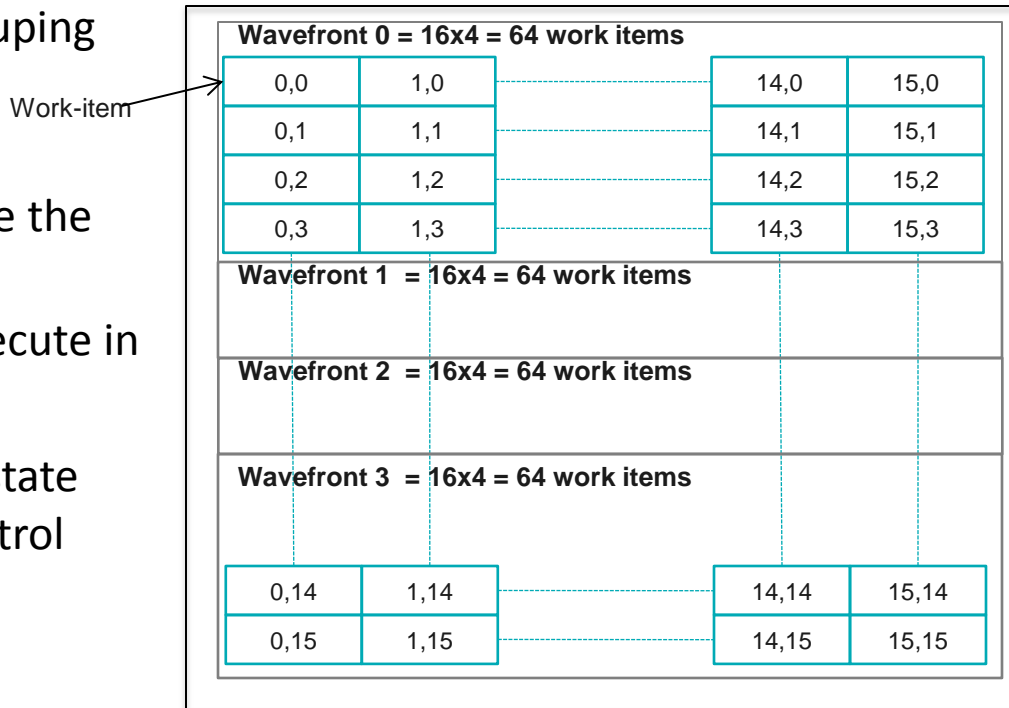 uping
Work-item
e the
ecute in
tate
trol
Wavefront 0 = 16x4 = 64 work items
0,0 1,0 14,0 15,0
0,1 1,1 14,1 15,1
0,2 1,2 14,2 15,2
0,3 1,3 14,3 15,3
Wavefront 1 = 16x4 = 64 work items
Wavefront 2 = 16x4 = 64 work items
Wavefront 3 = 16x4 = 64 work items
0,14 1,14 14,14 15,14
0,15 1,15 14,15 15,15